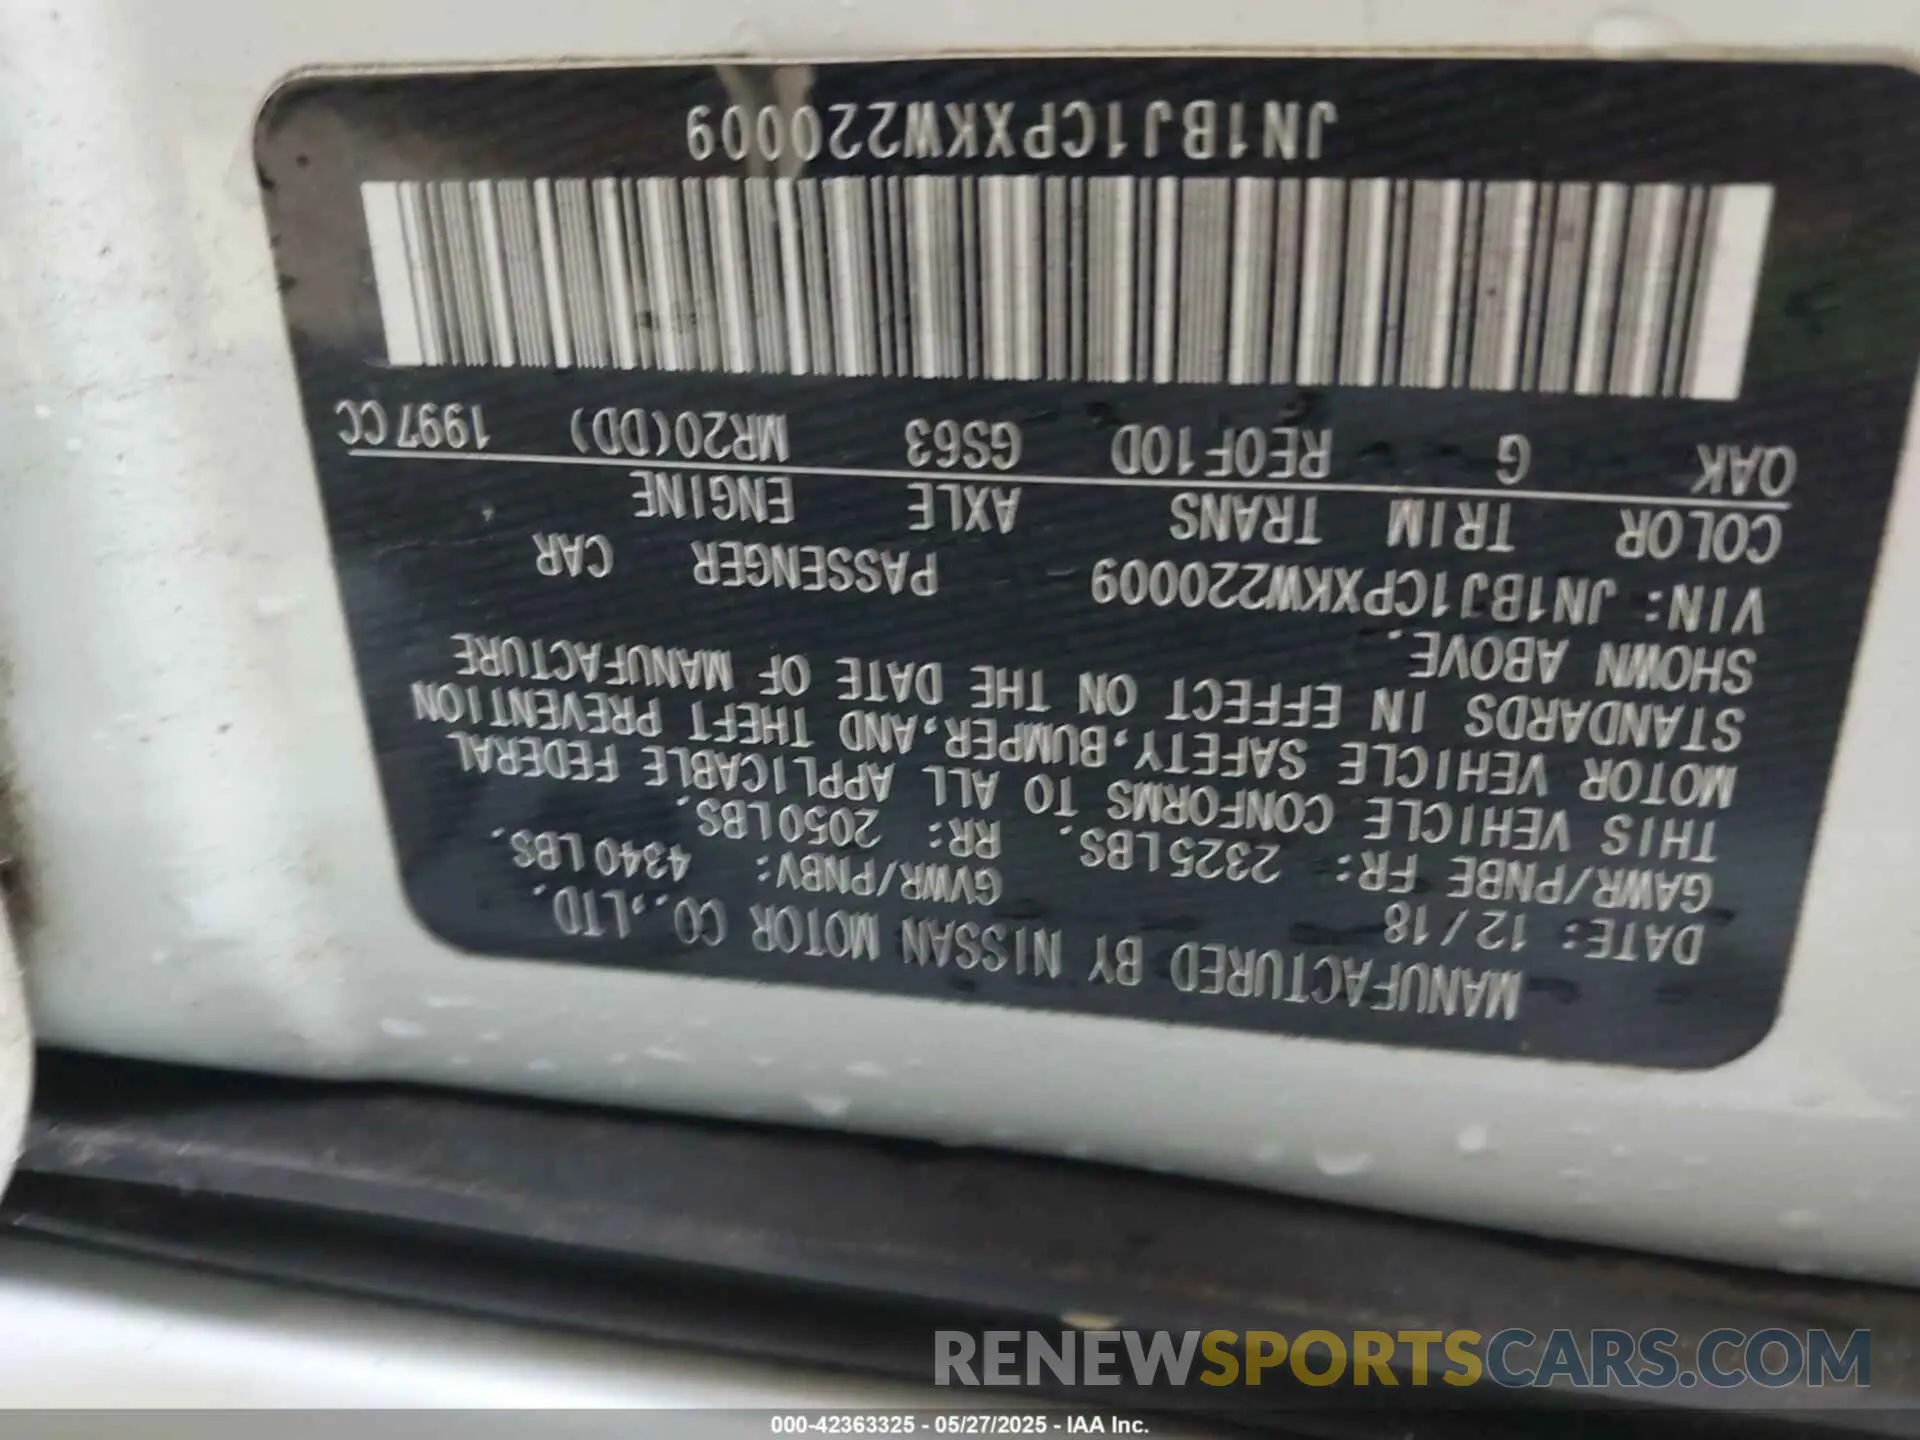 MANUFACTURED BY NISSAN MOTOR CO.,LTD.
DATE: 12/18 GVWR/PNBV: 4340LBS.
GAWR/PNBE FR: 2325LBS. RR: 2050LBS.
THIS VEHICLE CONFORMS TO ALL APPLICABLE FEDERAL
MOTOR VEHICLE SAFETY,BUMPER,AND THEFT PREVENTION
STANDARDS IN EFFECT ON THE DATE OF MANUFACTURE
SHOWN ABOVE.
VIN: JN1BJ1CPXKW220009 PASSENGER CAR
COLOR TRIM TRANS AXLE ENGINE
QAK G RE0F10D GS63 MR20(DD) 1997CC
JN1BJ1CPXKW220009
RENEWSPORTSCARS.COM
000-42363325 - 05/27/2025 - IAA Inc.